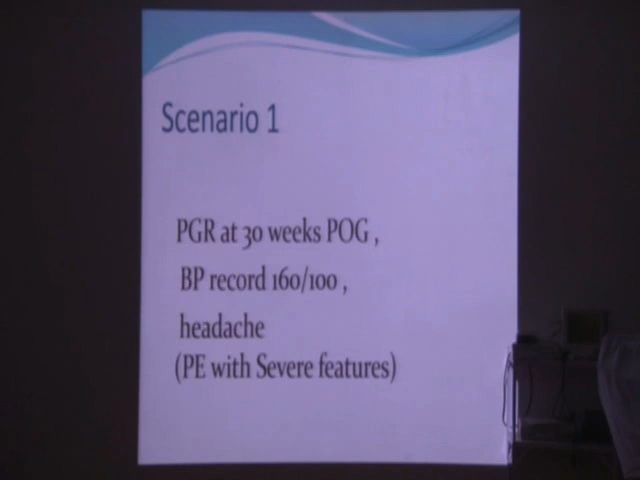 Scenario 1
PGR at 30 weeks POG ,
BP record 160/100 ,
headache
(PE with Severe features)